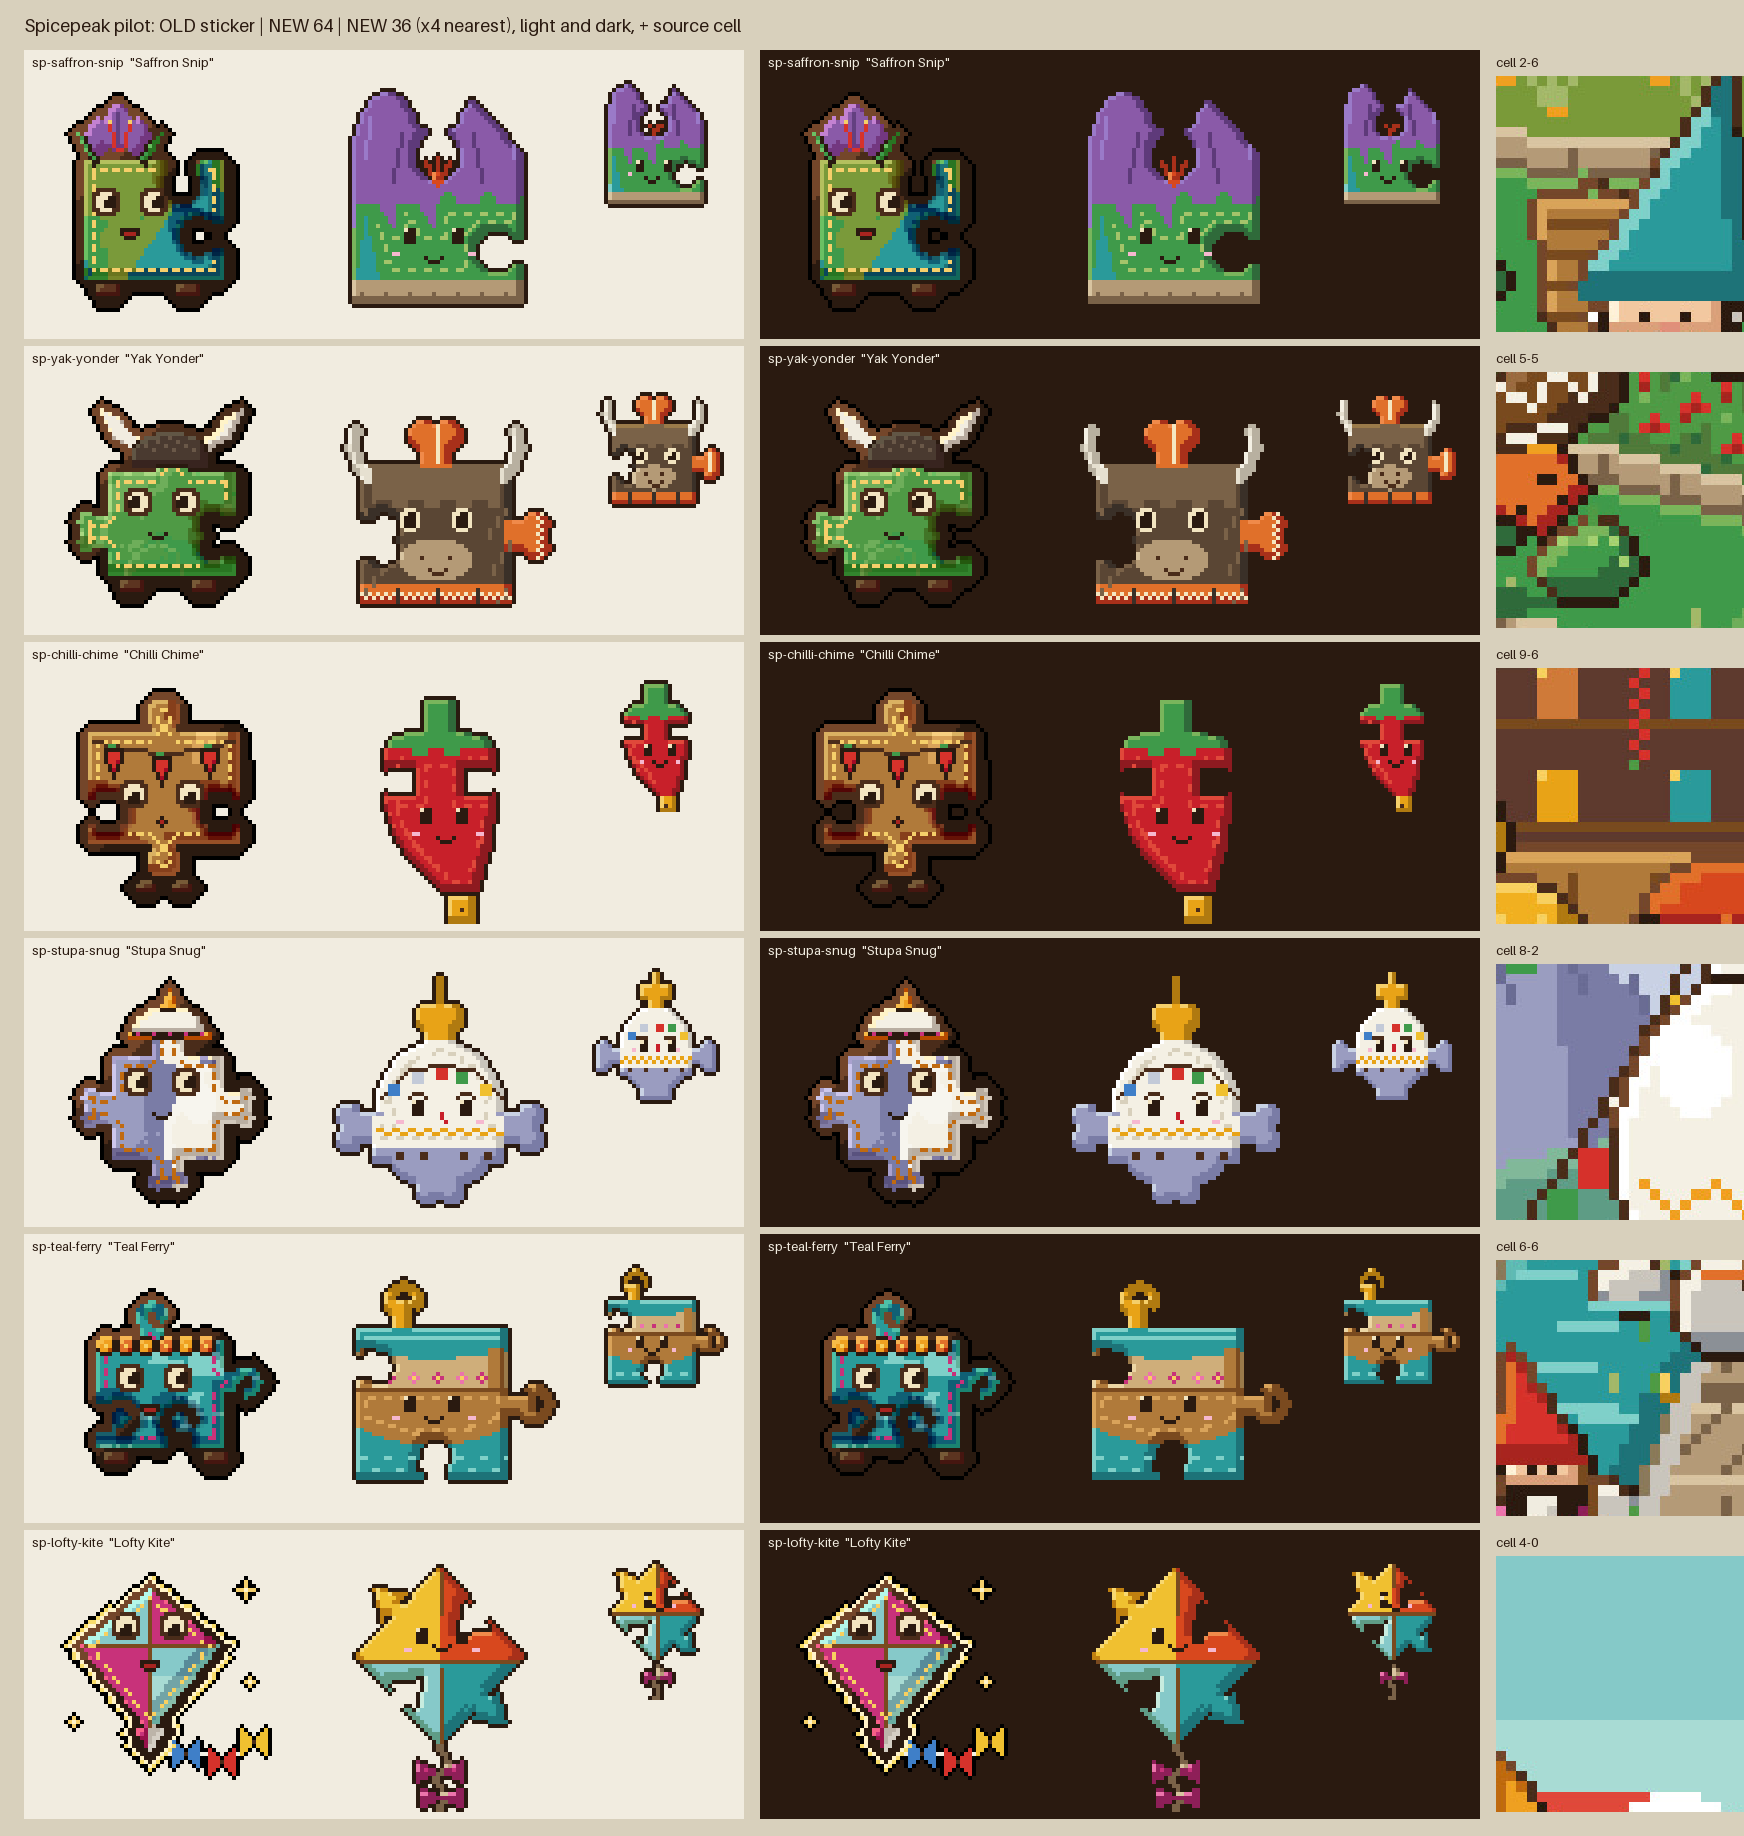 Spicepeak pilot: OLD sticker | NEW 64 | NEW 36 (x4 nearest), light and dark, + source cell
sp-saffron-snip "Saffron Snip"
sp-saffron-snip "Saffron Snip"
cell 2-6
sp-yak-yonder "Yak Yonder"
sp-yak-yonder "Yak Yonder"
cell 5-5
sp-chilli-chime "Chilli Chime"
sp-chilli-chime "Chilli Chime"
cell 9-6
sp-stupa-snug "Stupa Snug"
sp-stupa-snug "Stupa Snug"
cell 8-2
sp-teal-ferry "Teal Ferry"
sp-teal-ferry "Teal Ferry"
cell 6-6
sp-lofty-kite "Lofty Kite"
sp-lofty-kite "Lofty Kite"
cell 4-0